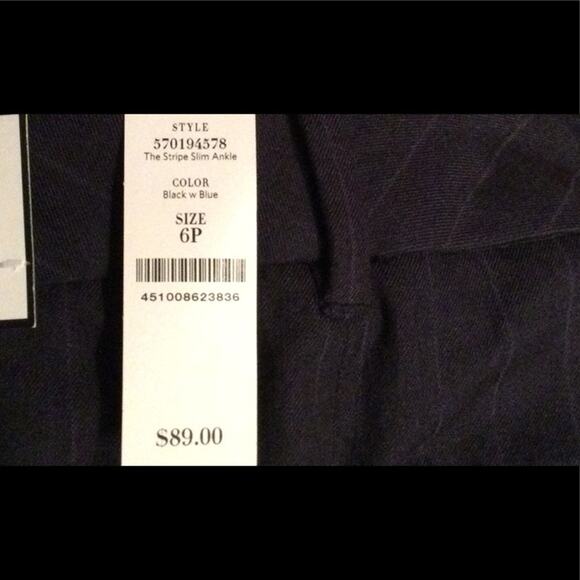 STYLE
570194578
The Stripe Slim Ankle
COLOR
Black w Blue
SIZE
6P
451008623836
$89.00